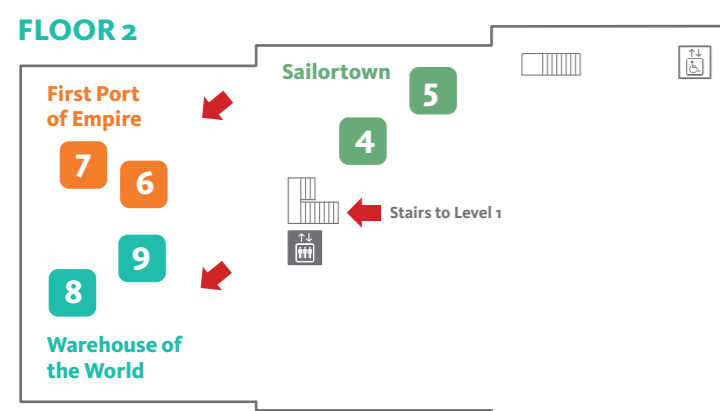 FLOOR 2
Sailortown
5
4
First Port
of Empire
7
6
Stairs to Level 1
9
8
Warehouse of
the World